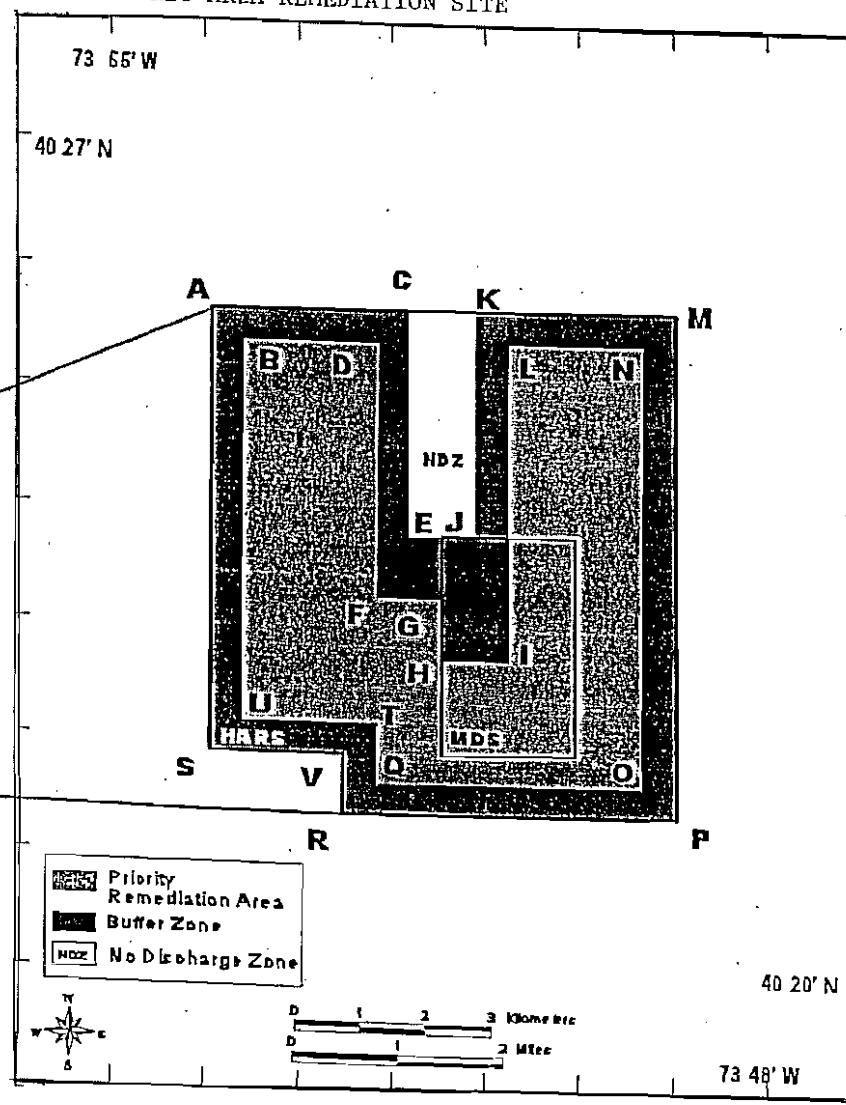 AREA REMEDIATION SITE
73 55' W
40 27' N
A
C
K
M
B
D
L
N
NDZ
E
J
F
G
H
I
U
T
HARS
MDS
S
V
Q
O
R
P
Priority
Remediation Area
Buffer Zone
NDZ No Discharge Zone
40 20' N
N
W
E
S
0 1 2 3 Kilometers
0 1 2 Miles
73 48' W